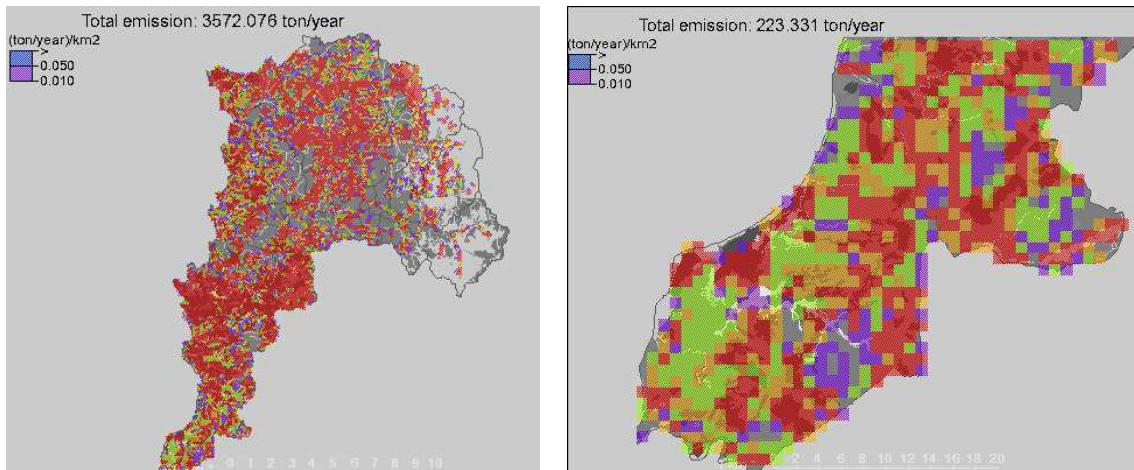 Total emission: 3572.076 ton/year
(ton/year)/km2
>
0.050
0.010
0 1 2 3 4 5 6 7 8 9 10
Total emission: 223.331 ton/year
(ton/year)/km2
>
0.050
0.010
2 4 6 8 10 12 14 16 18 20